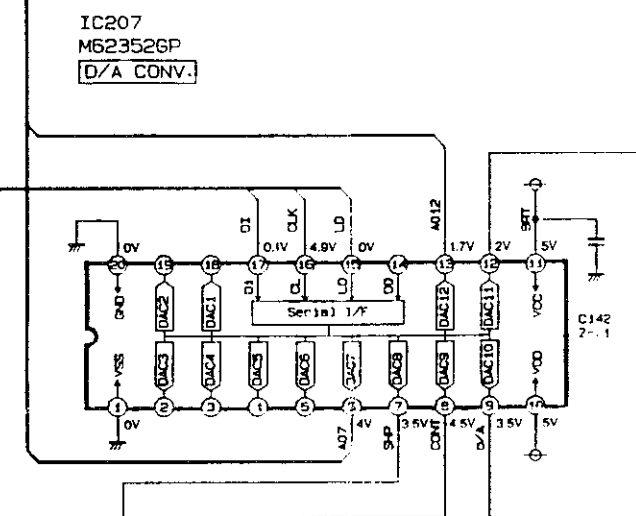 IC207
M62352GP
D/A CONV.
DI
CLK
LD
AO12
BAT
0V
0.1V
4.9V
0V
1.7V
2V
5V
20 19 18 17 16 15 14 13 12 11
GND
DAC2
DAC1
DI
CL
LD
DO
DAC12
DAC11
VCC
Serial I/F
C142
2-.1
VSS
DAC3
DAC4
DAC5
DAC6
DAC7
DAC8
DAC9
DAC10
VDD
1 2 3 4 5 6 7 8 9 10
0V
4V
3.5V
4.5V
3.5V
5V
AO7
SHP
CONT
D/A